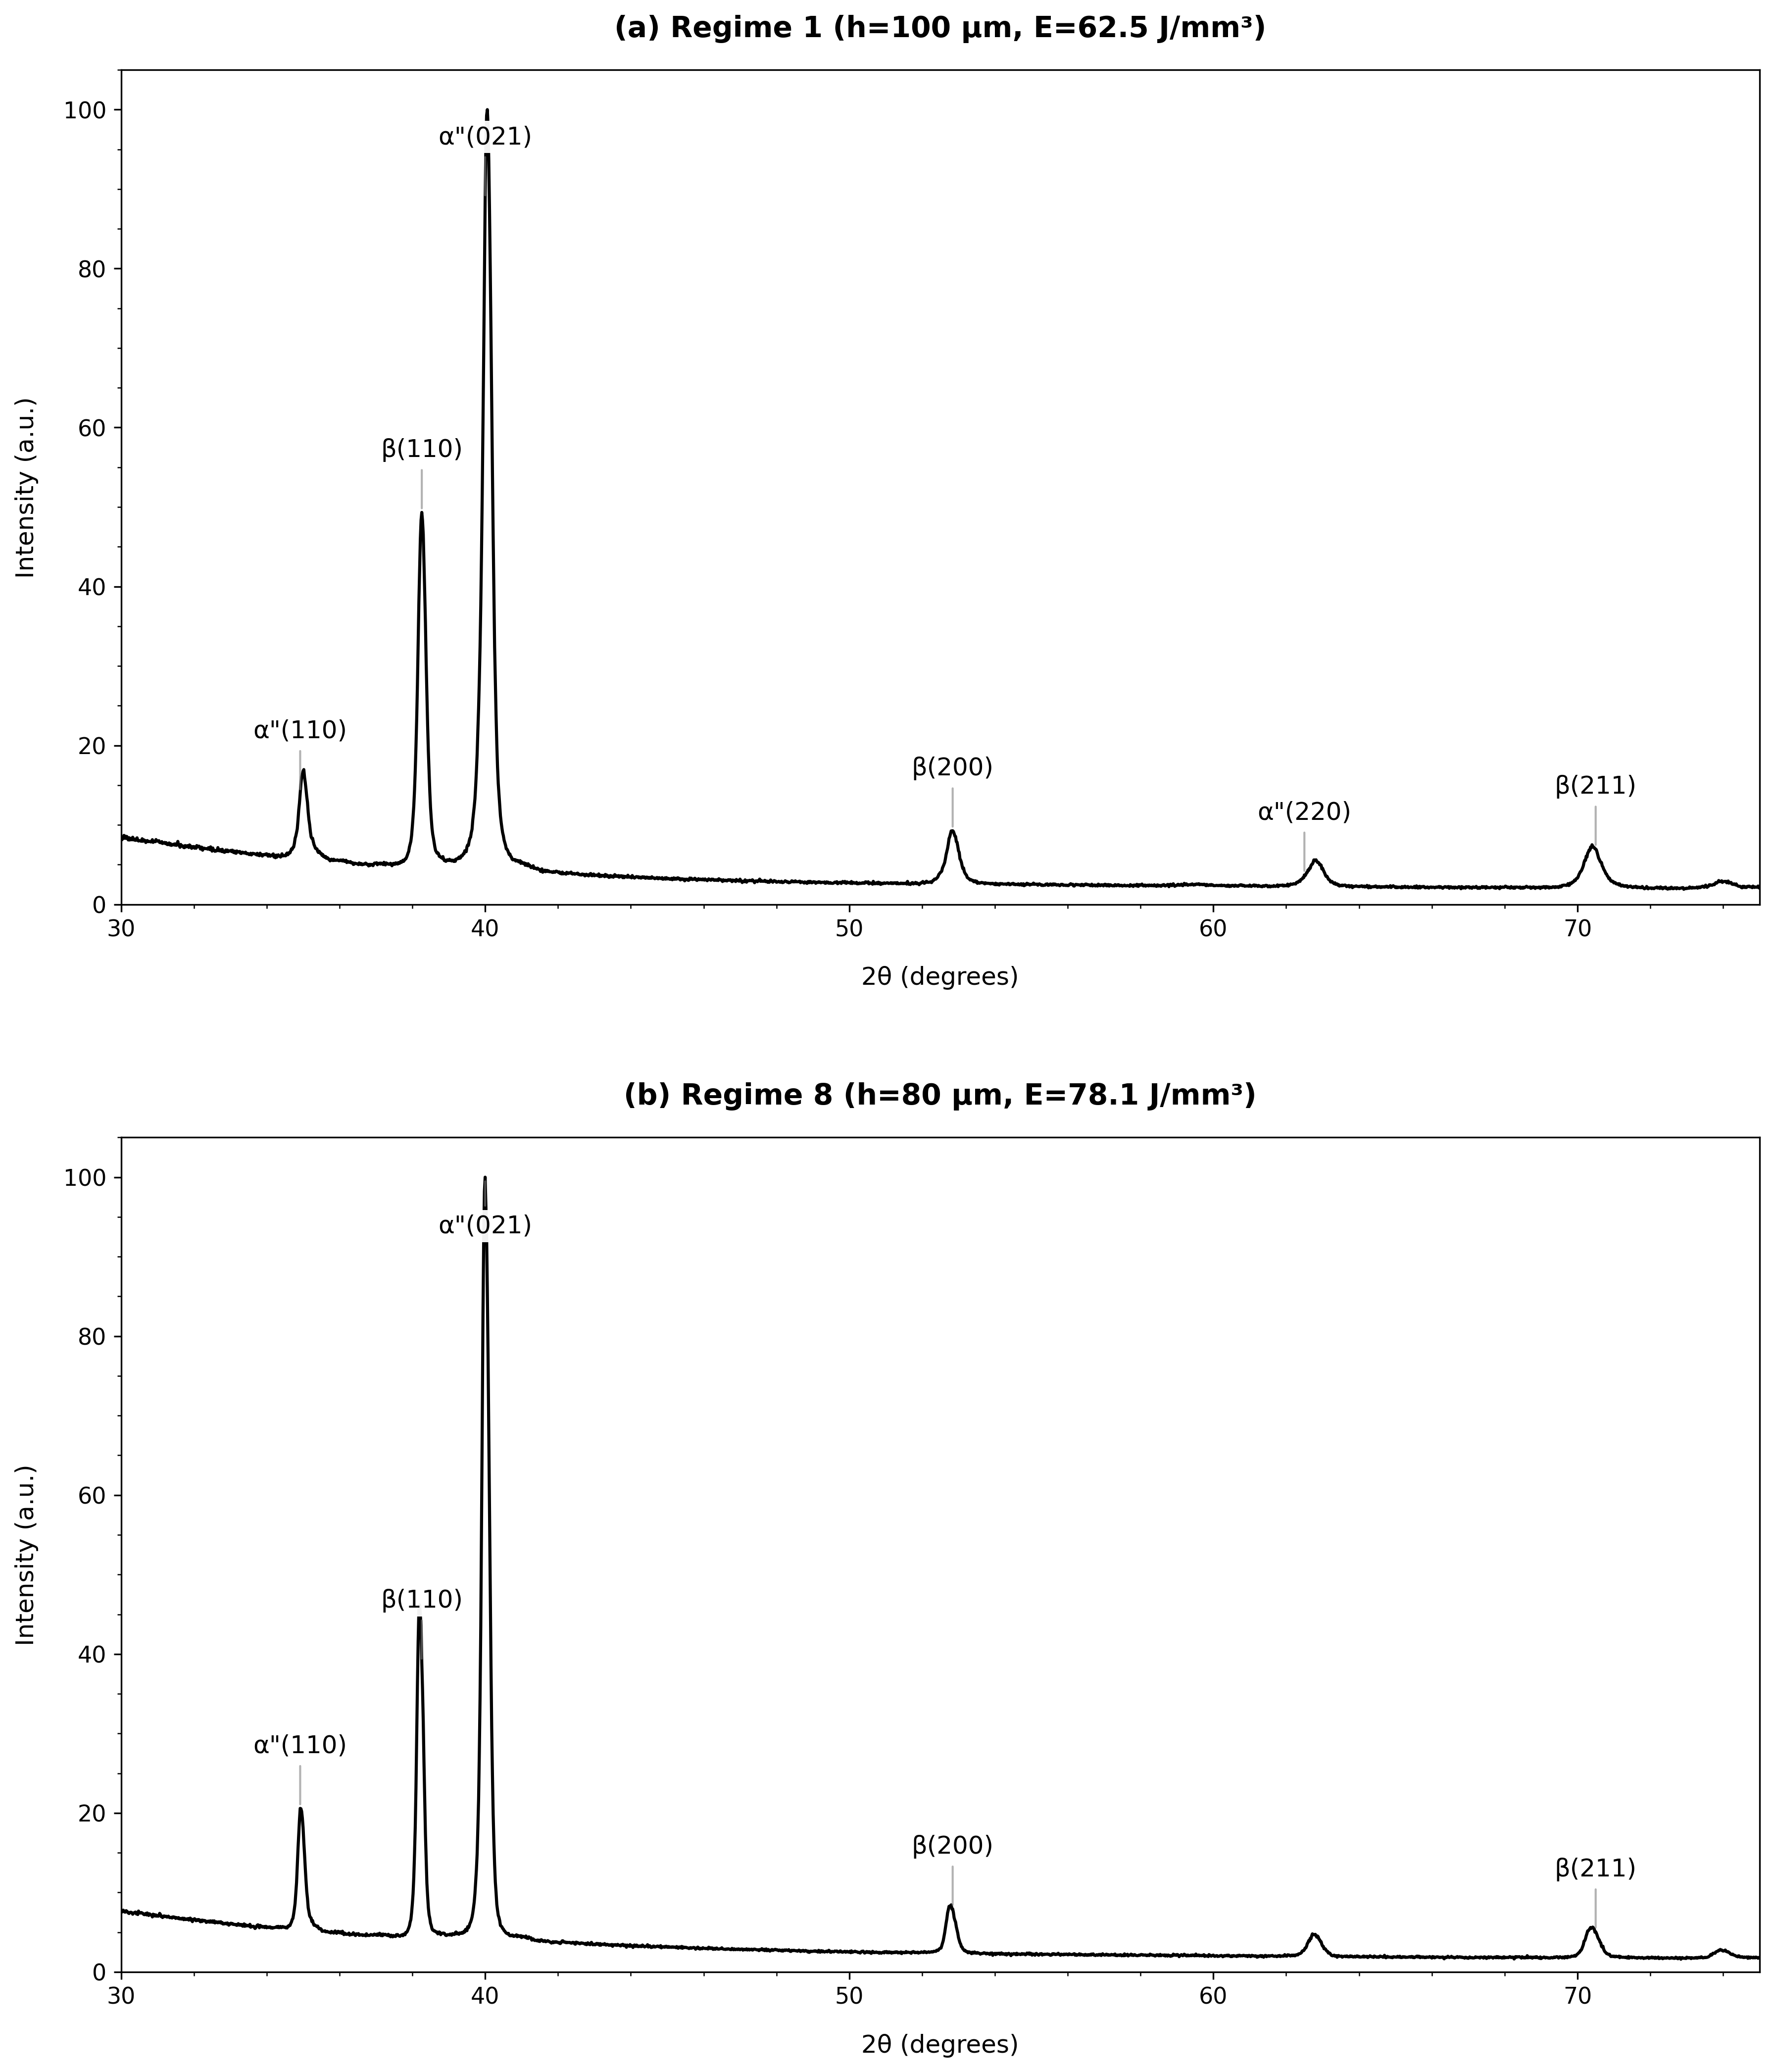 (a) Regime 1 (h=100 μm, E=62.5 J/mm³)
100
α"(021)
80
60
β(110)
40
α"(110)
20
β(200)
α"(220)
β(211)
0
30 40 50 60 70
Intensity (a.u.)
2θ (degrees)
(b) Regime 8 (h=80 μm, E=78.1 J/mm³)
100
α"(021)
80
60
β(110)
40
α"(110)
20
β(200)
β(211)
0
30 40 50 60 70
Intensity (a.u.)
2θ (degrees)